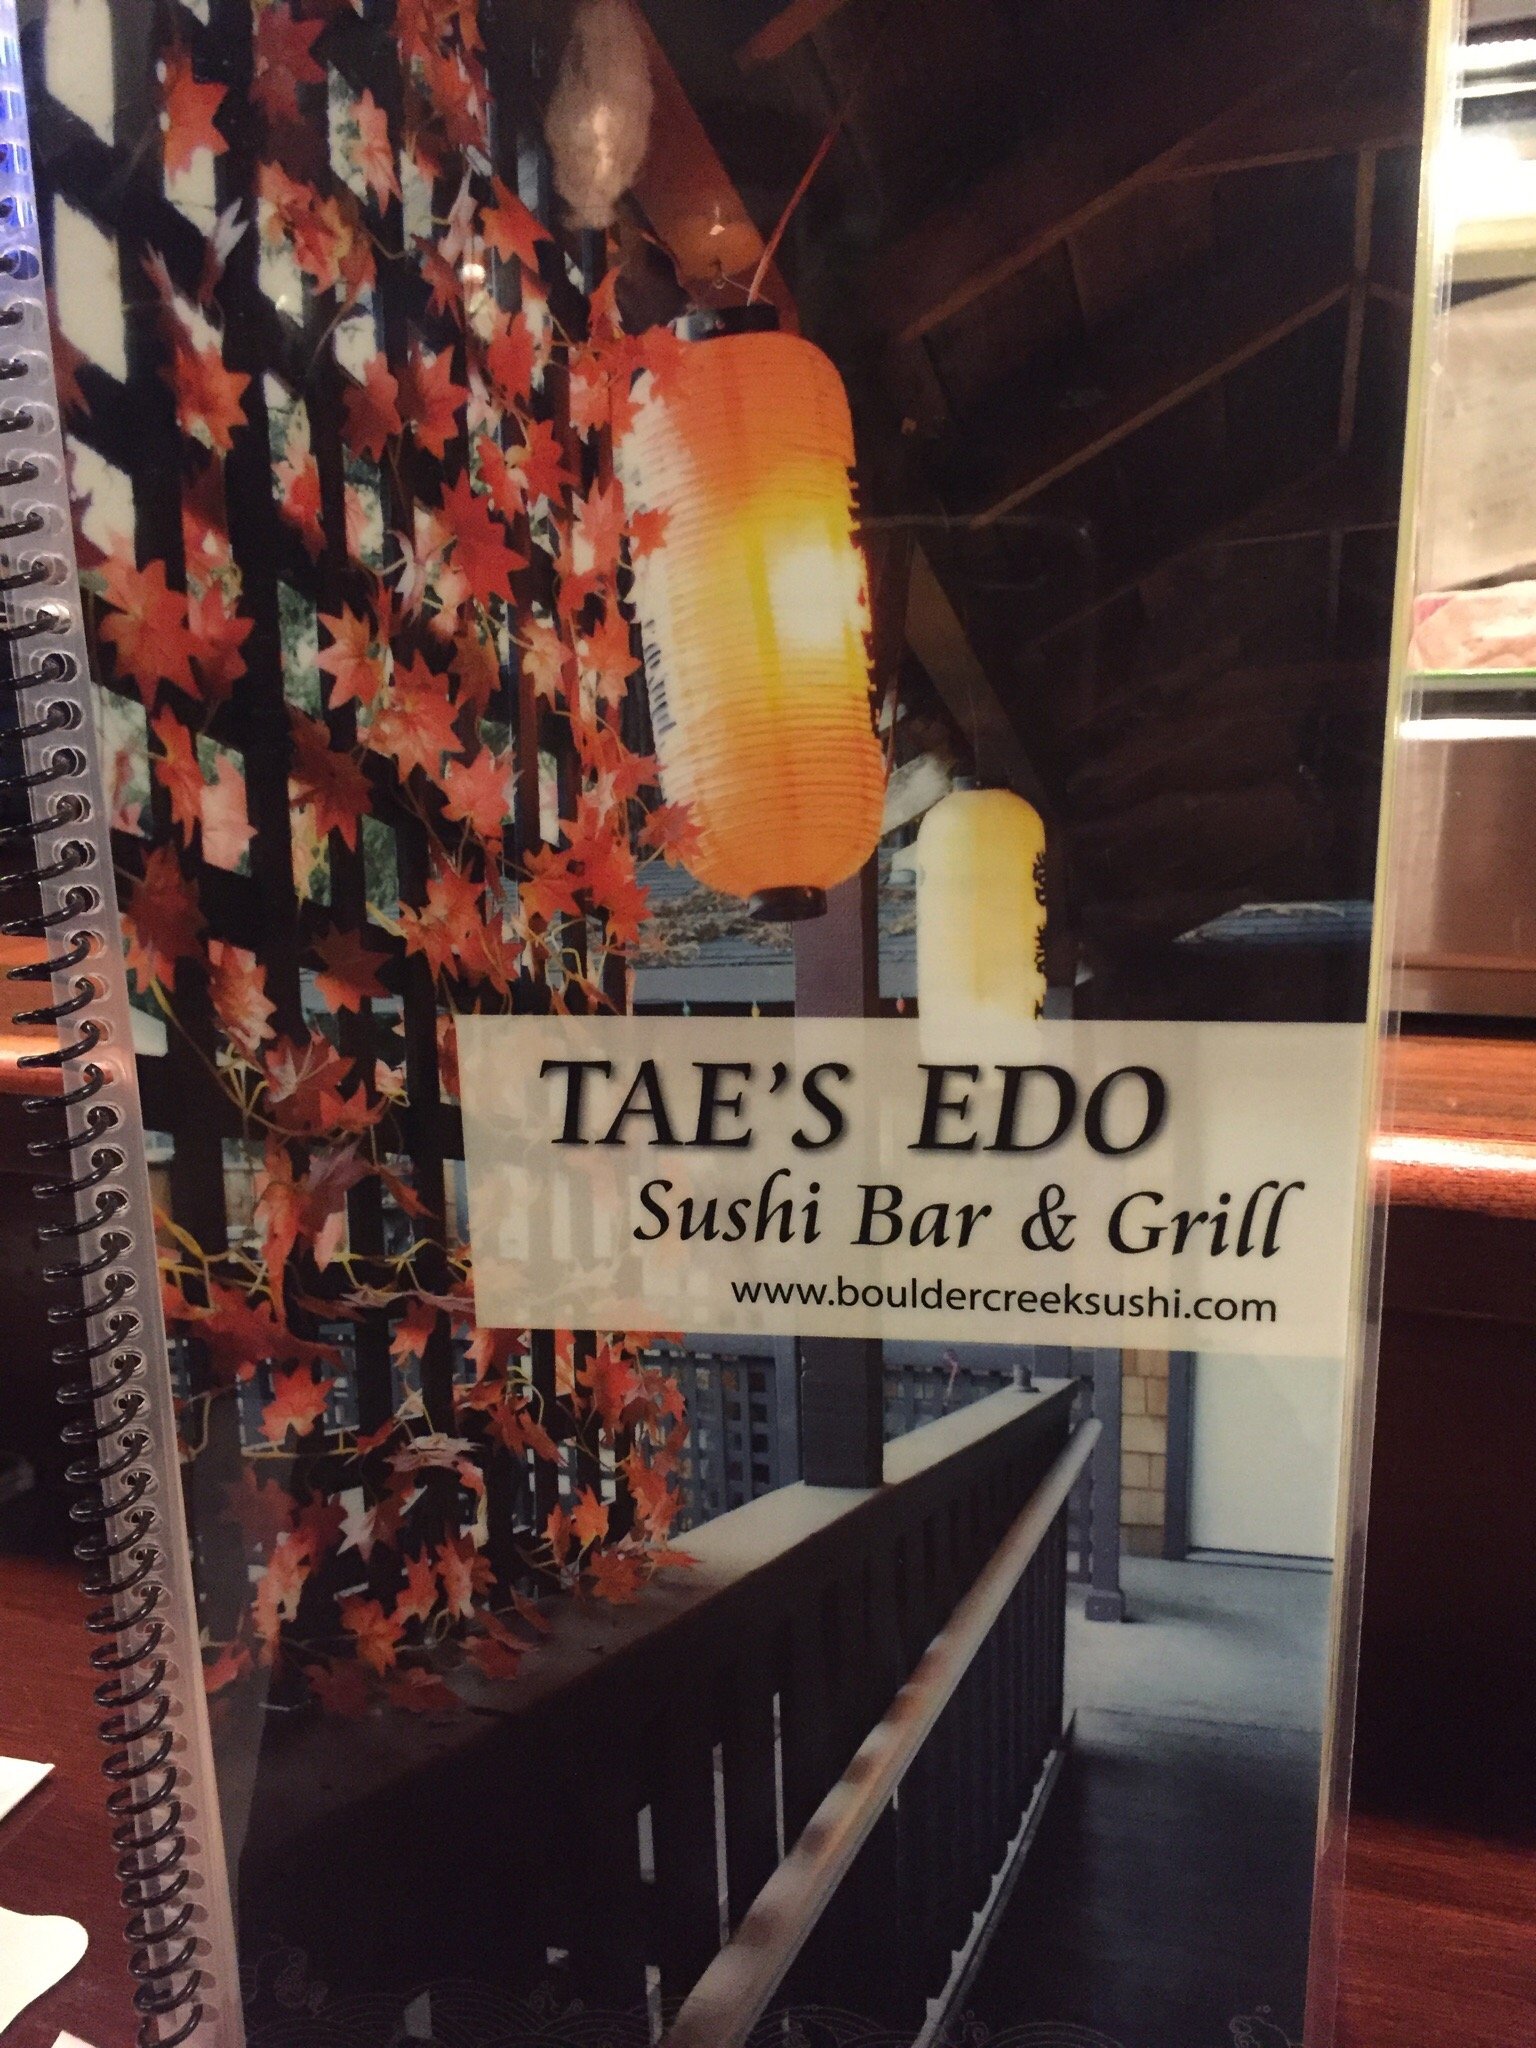 TAE'S EDO
Sushi Bar & Grill
www.bouldercreeksushi.com